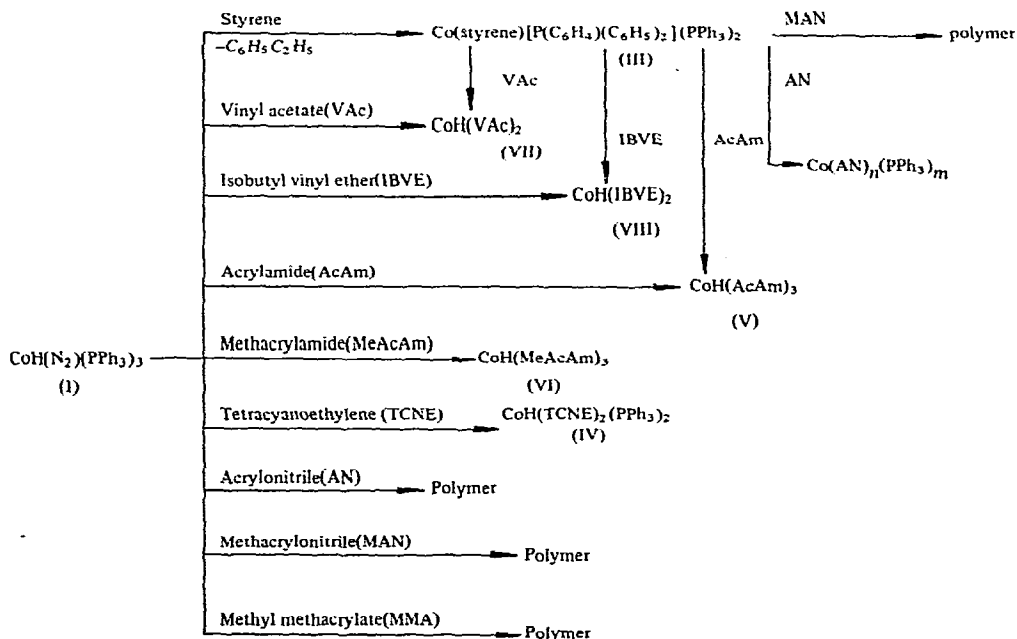 Styrene
–C₆H₅C₂H₅
Co(styrene)[P(C₆H₄)(C₆H₅)₂](PPh₃)₂
(III)
MAN
polymer
VAc
AN
Vinyl acetate(VAc)
CoH(VAc)₂
(VII)
IBVE
AcAm
Co(AN)ₙ(PPh₃)ₘ
Isobutyl vinyl ether(IBVE)
CoH(IBVE)₂
(VIII)
Acrylamide(AcAm)
CoH(AcAm)₃
(V)
CoH(N₂)(PPh₃)₃
(I)
Methacrylamide(MeAcAm)
CoH(MeAcAm)₃
(VI)
Tetracyanoethylene (TCNE)
CoH(TCNE)₂(PPh₃)₂
(IV)
Acrylonitrile(AN)
Polymer
Methacrylonitrile(MAN)
Polymer
Methyl methacrylate(MMA)
Polymer